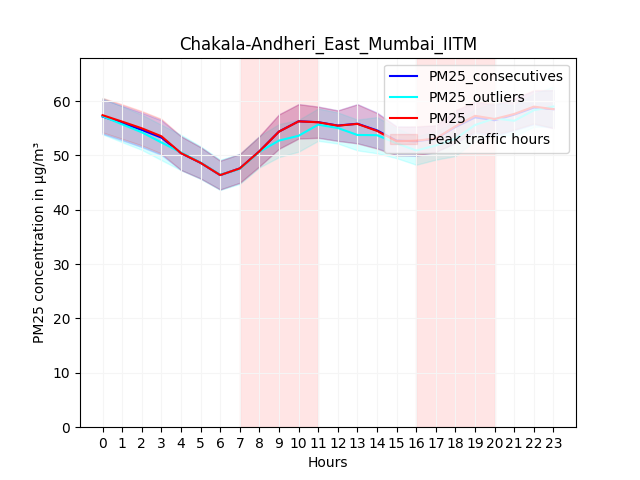 Chakala-Andheri_East_Mumbai_IITM
PM25_consecutives
PM25_outliers
PM25
Peak traffic hours
PM25 concentration in µg/m³
60
50
40
30
20
10
0
0 1 2 3 4 5 6 7 8 9 10 11 12 13 14 15 16 17 18 19 20 21 22 23
Hours